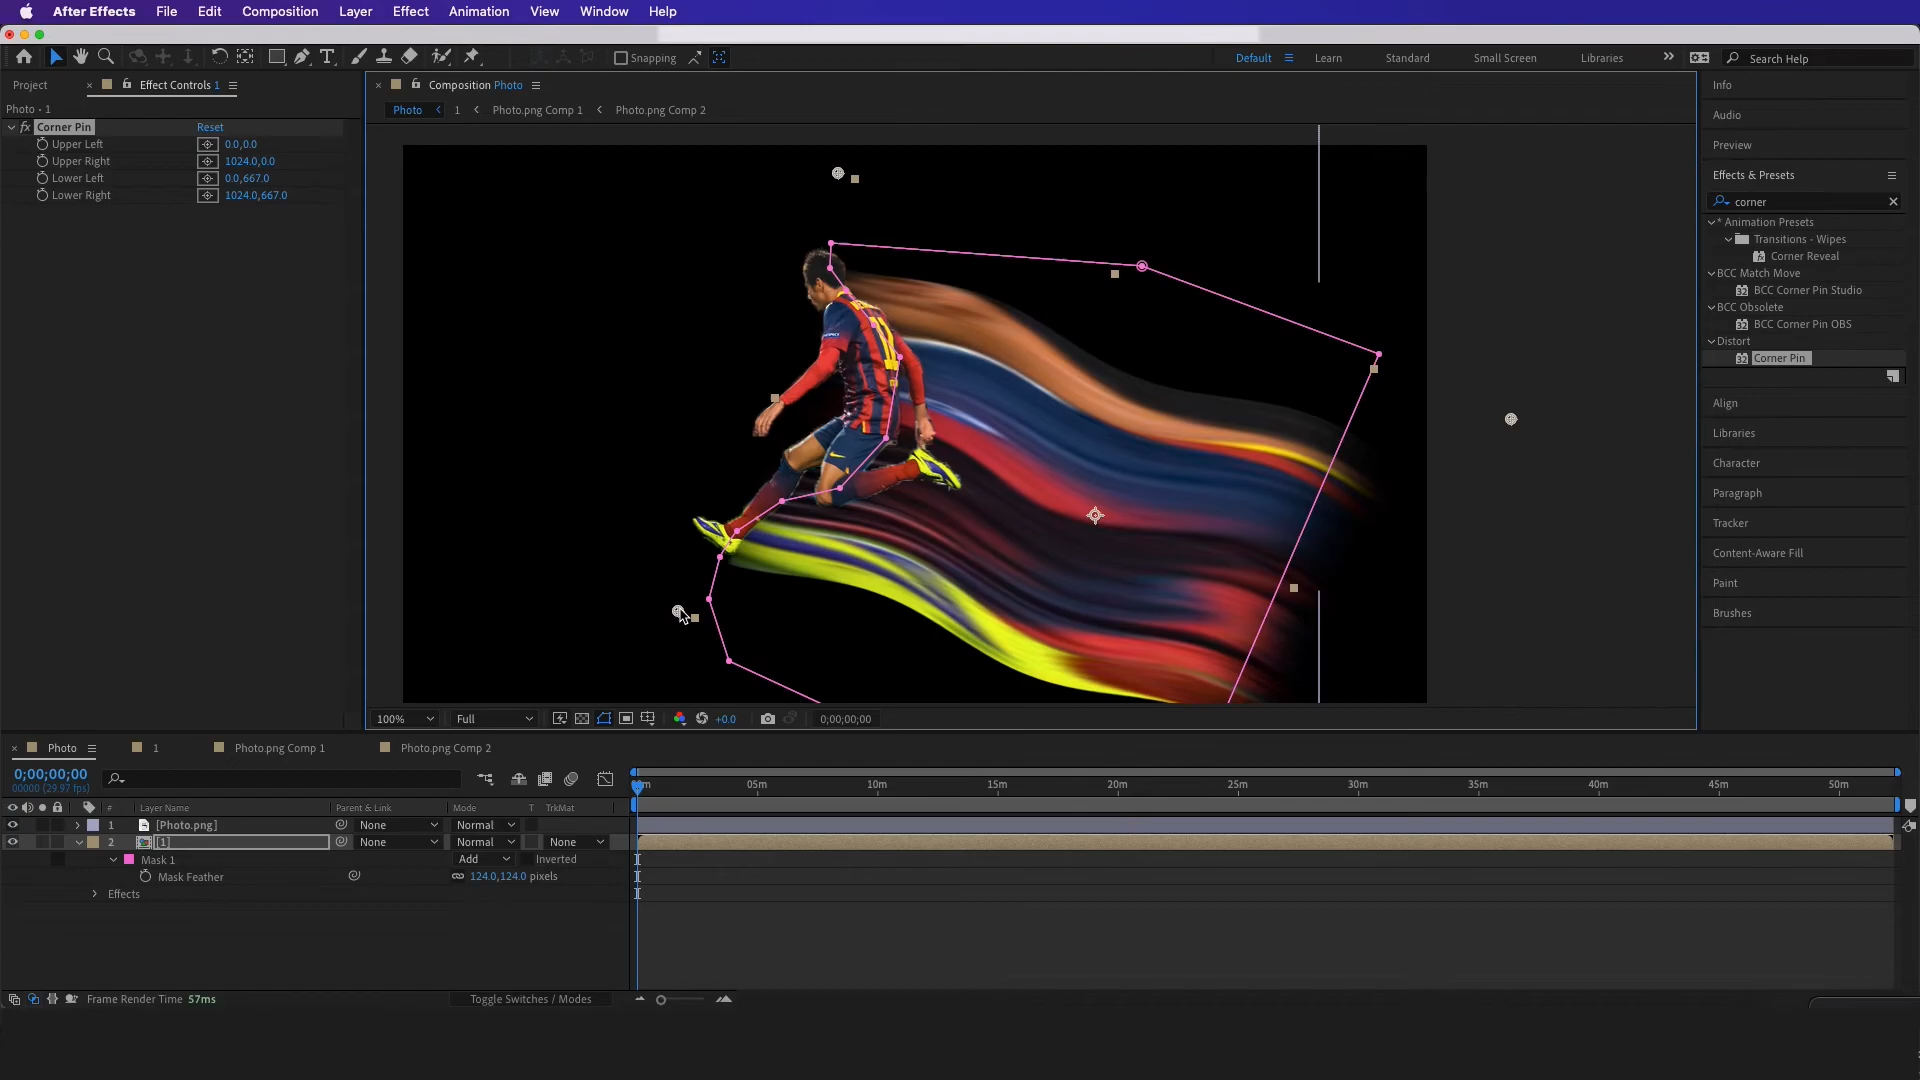 After Effects File Edit Composition Layer Effect Animation View Window Help
Snapping Default Learn Standard Small Screen Libraries Search Help
Project Effect Controls 1
Composition Photo
Info
Photo • 1
Photo 1 Photo.png Comp 1 Photo.png Comp 2
fx Corner Pin Reset
Upper Left 0.0,0.0
Upper Right 1024.0,0.0
Lower Left 0.0,667.0
Lower Right 1024.0,667.0
Audio
Preview
Effects & Presets
corner
* Animation Presets
Transitions - Wipes
Corner Reveal
BCC Match Move
32 BCC Corner Pin Studio
BCC Obsolete
32 BCC Corner Pin OBS
Distort
32 Corner Pin
Align
Libraries
Character
Paragraph
Tracker
Content-Aware Fill
Paint
Brushes
100% Full +0.0 0;00;00;00
Photo 1 Photo.png Comp 1 Photo.png Comp 2
0;00;00;00
00000 (29.97 fps)
05m 10m 15m 20m 25m 30m 35m 40m 45m 50m
# Layer Name Parent & Link Mode T TrkMat
1 [Photo.png] None Normal
2 [1] None Normal None
Mask 1 Add Inverted
Mask Feather 124.0,124.0 pixels
Effects
Frame Render Time 57ms Toggle Switches / Modes